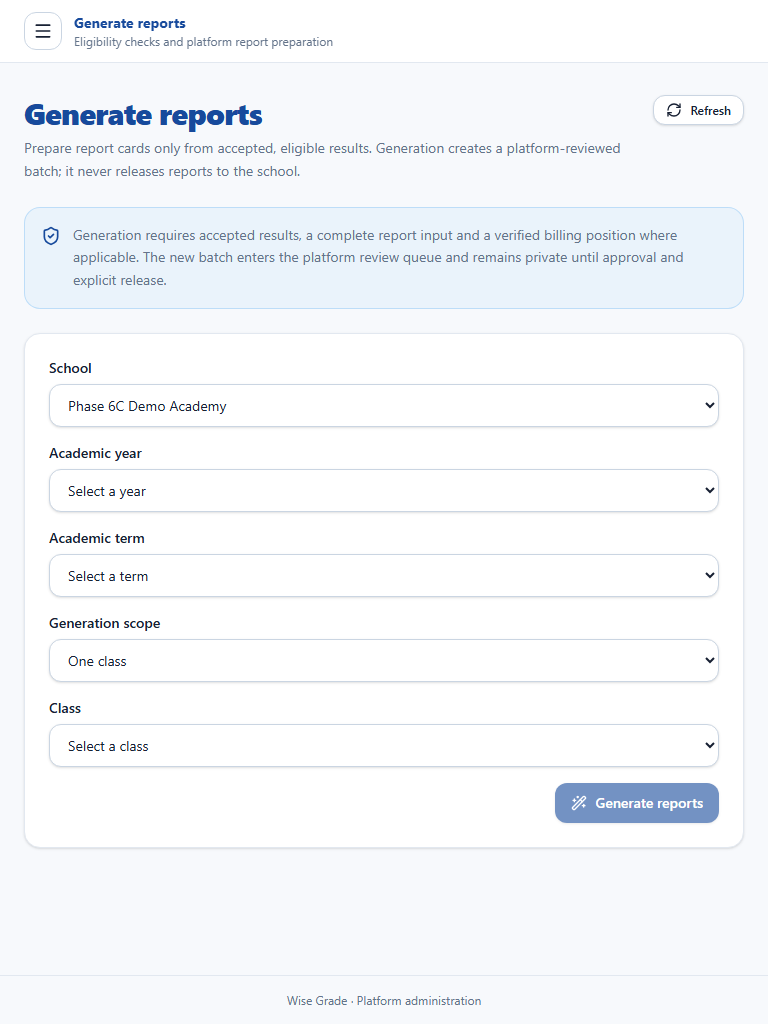 Generate reports
Eligibility checks and platform report preparation
Generate reports
Refresh
Prepare report cards only from accepted, eligible results. Generation creates a platform-reviewed
batch; it never releases reports to the school.
Generation requires accepted results, a complete report input and a verified billing position where
applicable. The new batch enters the platform review queue and remains private until approval and
explicit release.
School
Phase 6C Demo Academy
Academic year
Select a year
Academic term
Select a term
Generation scope
One class
Class
Select a class
Generate reports
Wise Grade · Platform administration